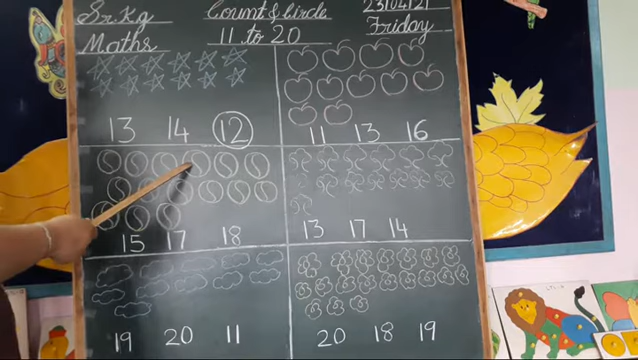 Sr. Kg Count & Circle 23/04/21
Maths 11 to 20 Friday
13 14 12
11 13 16
15 17 18
13 17 14
19 20 11
20 18 19